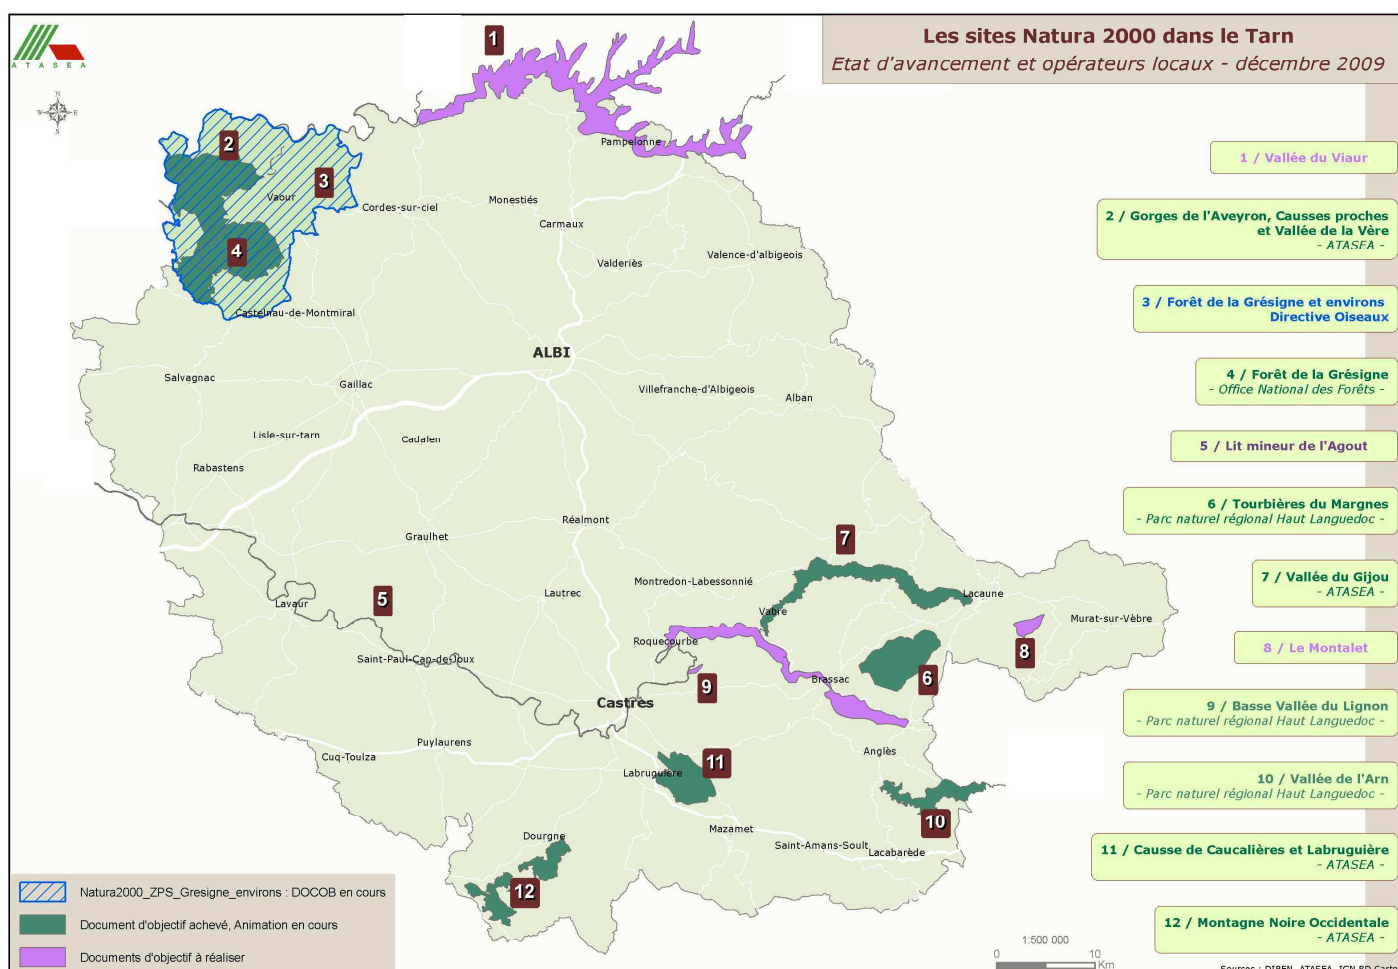 Les sites Natura 2000 dans le Tarn
Etat d'avancement et opérateurs locaux - décembre 2009
ATASEA
N
W E
S
1
2
3
4
5
6
7
8
9
10
11
12
Pampelonne
Vaour
Cordes-sur-ciel
Monestiés
Carmaux
Valderiès
Valence-d'albigeois
Castelnau-de-Montmiral
ALBI
Salvagnac
Gaillac
Villefranche-d'Albigeois
Alban
Lisle-sur-tarn
Cadalen
Rabastens
Réalmont
Graulhet
Montredon-Labessonnié
Lautrec
Lavaur
Vabre
Lacaune
Murat-sur-Vèbre
Roquecourbe
Saint-Paul-Cap-de-Joux
Brassac
Castres
Puylaurens
Cuq-Toulza
Anglès
Labruguière
Mazamet
Dourgne
Saint-Amans-Soult
Lacabarède
1 / Vallée du Viaur
2 / Gorges de l'Aveyron, Causses proches
et Vallée de la Vère
- ATASEA -
3 / Forêt de la Grésigne et environs
Directive Oiseaux
4 / Forêt de la Grésigne
- Office National des Forêts -
5 / Lit mineur de l'Agout
6 / Tourbières du Margnes
- Parc naturel régional Haut Languedoc -
7 / Vallée du Gijou
- ATASEA -
8 / Le Montalet
9 / Basse Vallée du Lignon
- Parc naturel régional Haut Languedoc -
10 / Vallée de l'Arn
- Parc naturel régional Haut Languedoc -
11 / Causse de Caucalières et Labruguière
- ATASEA -
12 / Montagne Noire Occidentale
- ATASEA -
Natura2000_ZPS_Gresigne_environs : DOCOB en cours
Document d'objectif achevé, Animation en cours
Documents d'objectif à réaliser
1:500 000
0 10
Km
Sources : DIREN, ATASEA, IGN BD Carto